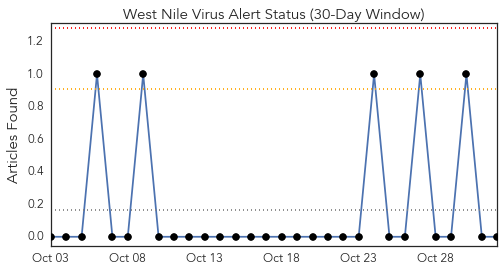 West Nile Virus Alert Status (30-Day Window)
Articles Found
1.2
1.0
0.8
0.6
0.4
0.2
0.0
Oct 03 Oct 08 Oct 13 Oct 18 Oct 23 Oct 28